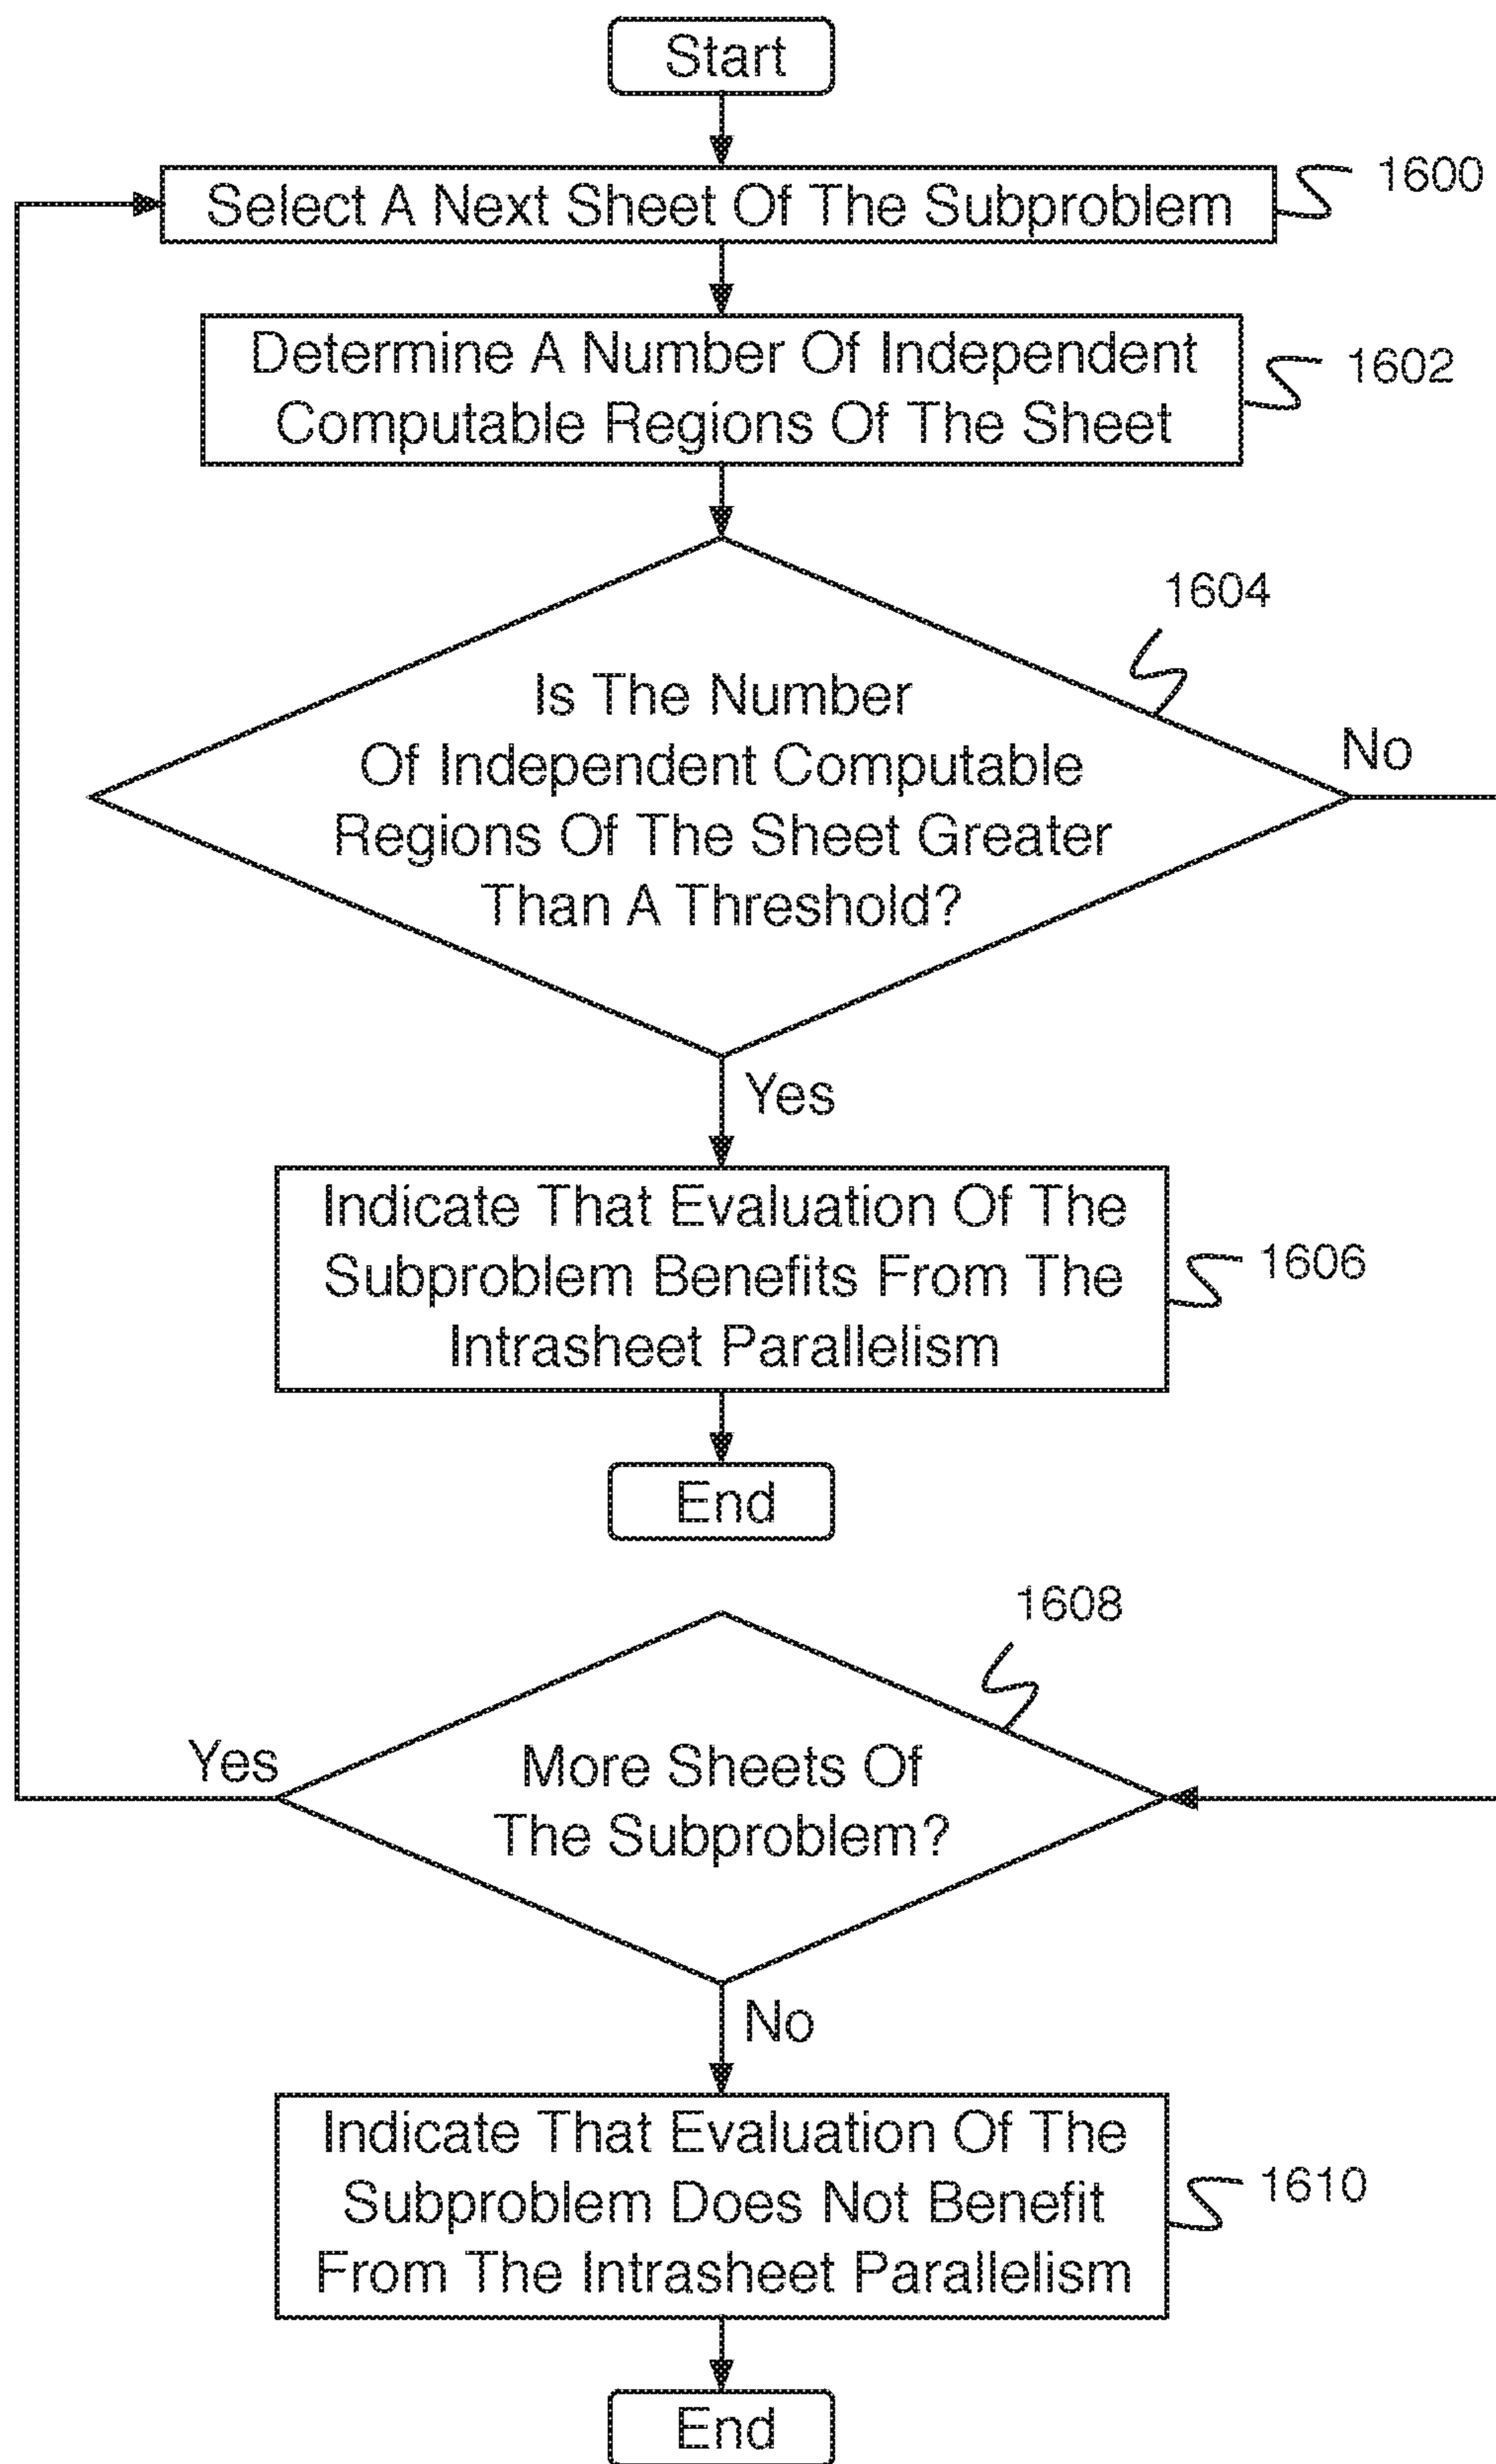 Start
Select A Next Sheet Of The Subproblem
1600
Determine A Number Of Independent
Computable Regions Of The Sheet
1602
1604
Is The Number
Of Independent Computable
Regions Of The Sheet Greater
Than A Threshold?
No
Yes
Indicate That Evaluation Of The
Subproblem Benefits From The
Intrasheet Parallelism
1606
End
1608
More Sheets Of
The Subproblem?
Yes
No
Indicate That Evaluation Of The
Subproblem Does Not Benefit
From The Intrasheet Parallelism
1610
End